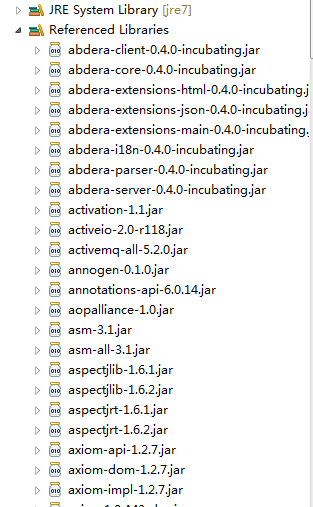 JRE System Library [jre7]
Referenced Libraries
abdera-client-0.4.0-incubating.jar
abdera-core-0.4.0-incubating.jar
abdera-extensions-html-0.4.0-incubating.j
abdera-extensions-json-0.4.0-incubating.ja
abdera-extensions-main-0.4.0-incubating.
abdera-i18n-0.4.0-incubating.jar
abdera-parser-0.4.0-incubating.jar
abdera-server-0.4.0-incubating.jar
activation-1.1.jar
activeio-2.0-r118.jar
activemq-all-5.2.0.jar
annogen-0.1.0.jar
annotations-api-6.0.14.jar
aopalliance-1.0.jar
asm-3.1.jar
asm-all-3.1.jar
aspectjlib-1.6.1.jar
aspectjlib-1.6.2.jar
aspectjrt-1.6.1.jar
aspectjrt-1.6.2.jar
axiom-api-1.2.7.jar
axiom-dom-1.2.7.jar
axiom-impl-1.2.7.jar